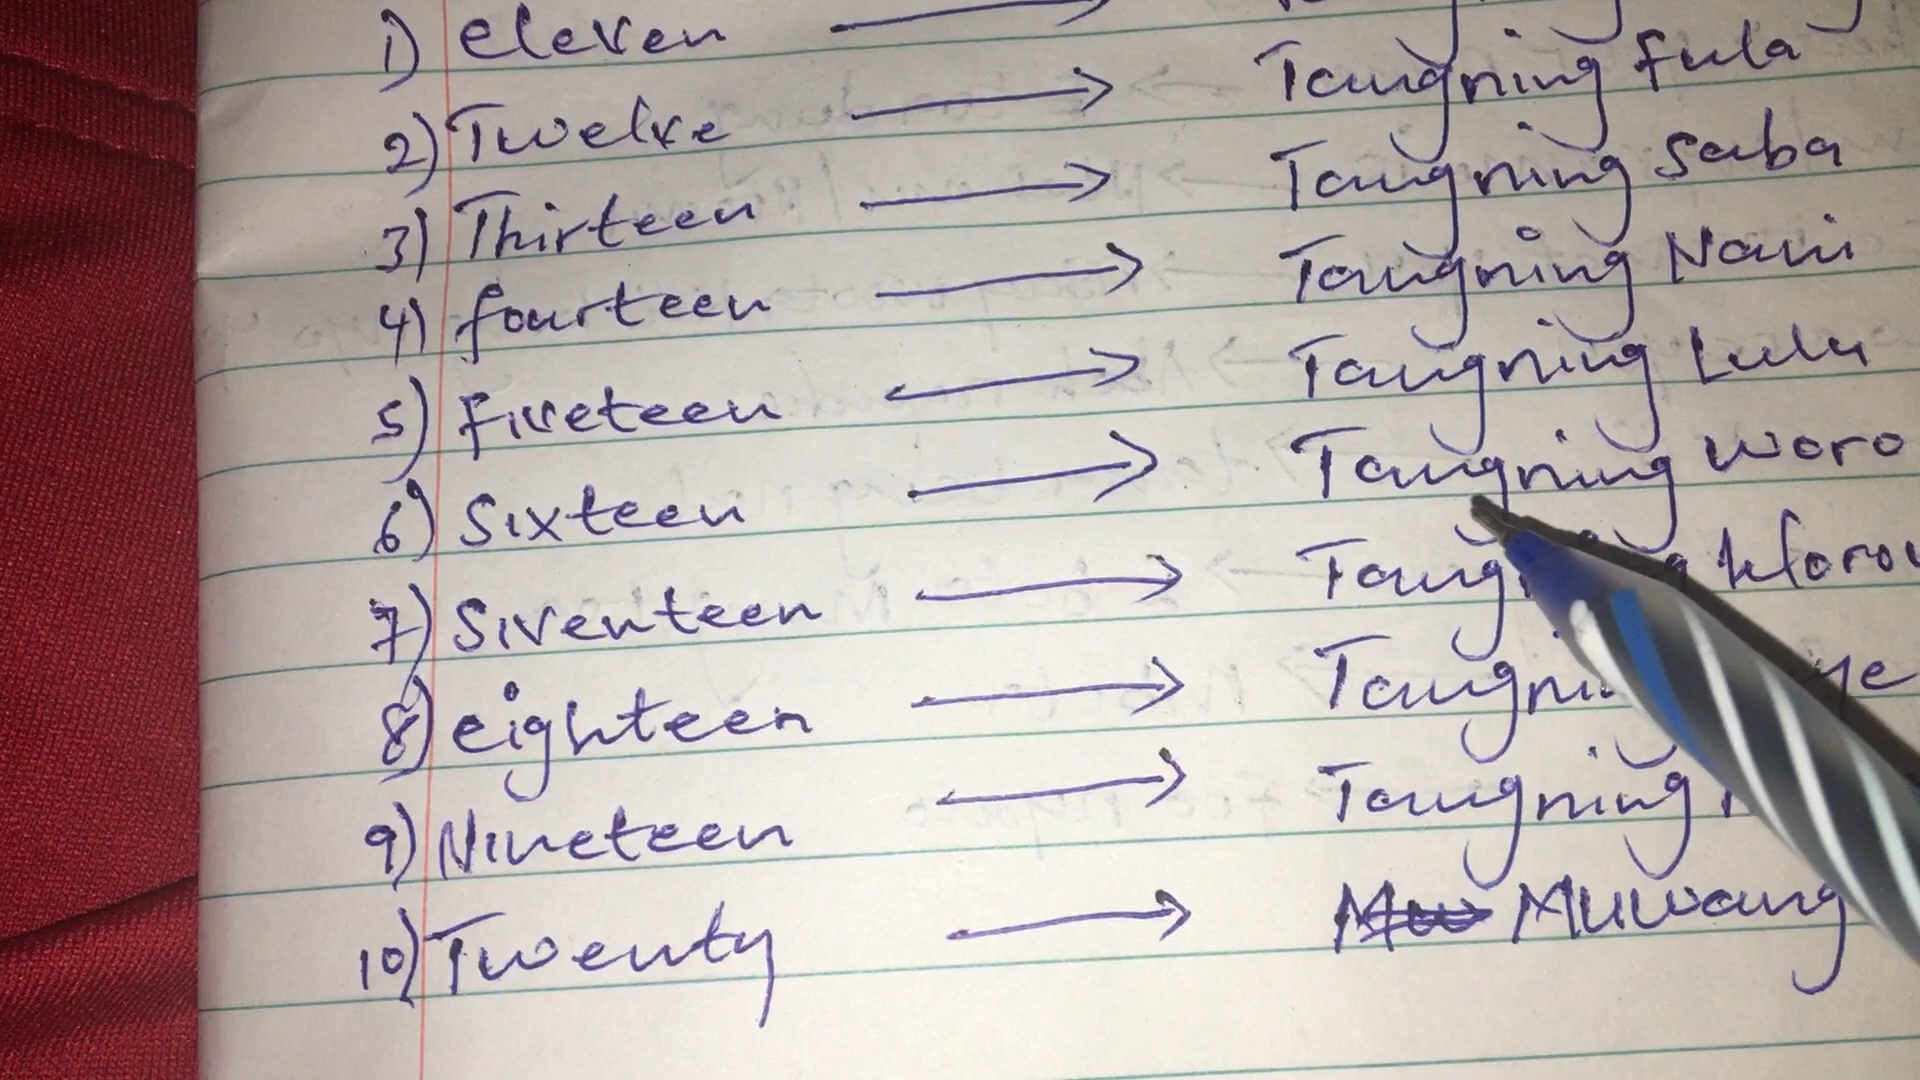 1) eleven →
2) Twelve → Taugning fula
3) Thirteen → Taugning Saba
4) fourteen → Taugning Nani
5) Fiveteen → Taugning Lulu
6) Sixteen → Taugning woro
7) Siventeen →
8) eighteen →
9) Nineteen → Taugning
10) Twenty → Muwaung